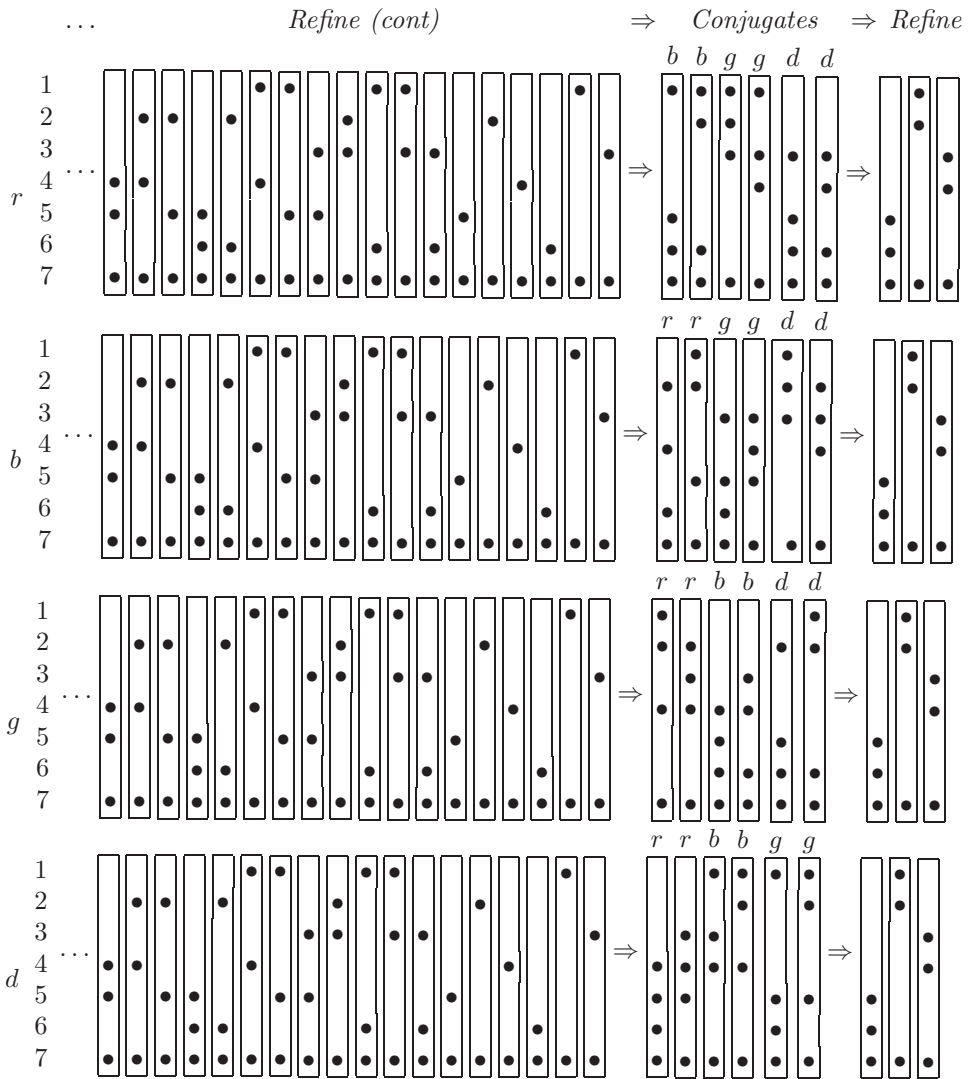 ... Refine (cont) ⇒ Conjugates ⇒ Refine
b b g g d d
1
2
3
... ⇒ ⇒
4
r
5
6
7
r r g g d d
1
2
3
... ⇒ ⇒
4
b
5
6
7
r r b b d d
1
2
3
... ⇒ ⇒
4
g
5
6
7
r r b b g g
1
2
3
... ⇒ ⇒
4
d
5
6
7